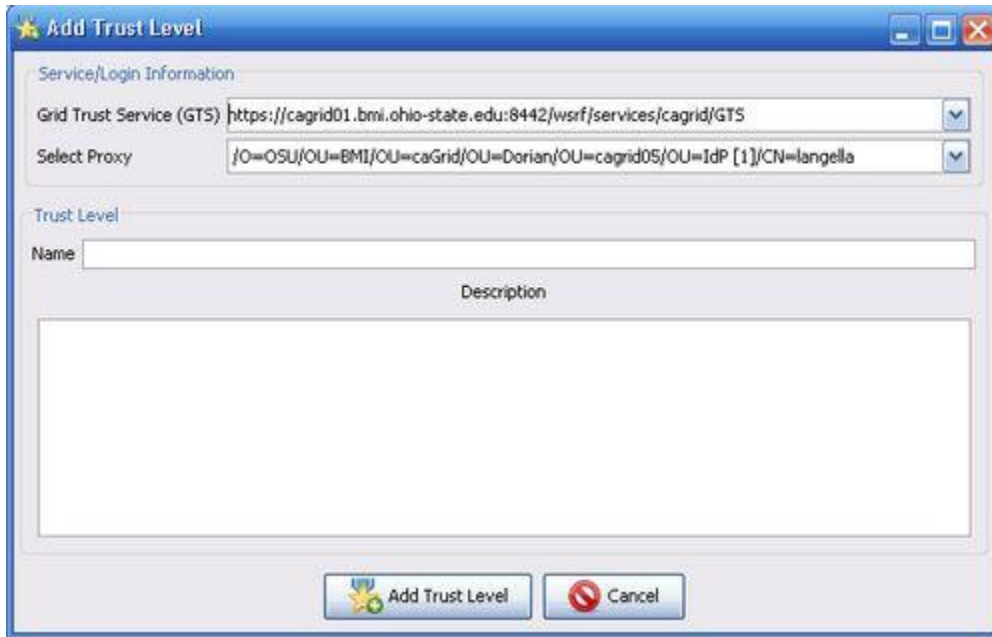 Add Trust Level
Service/Login Information
Grid Trust Service (GTS) https://cagrid01.bmi.ohio-state.edu:8442/wsrf/services/cagrid/GTS
Select Proxy /O=OSU/OU=BMI/OU=caGrid/OU=Dorian/OU=cagrid05/OU=IdP [1]/CN=langella
Trust Level
Name
Description
Add Trust Level Cancel